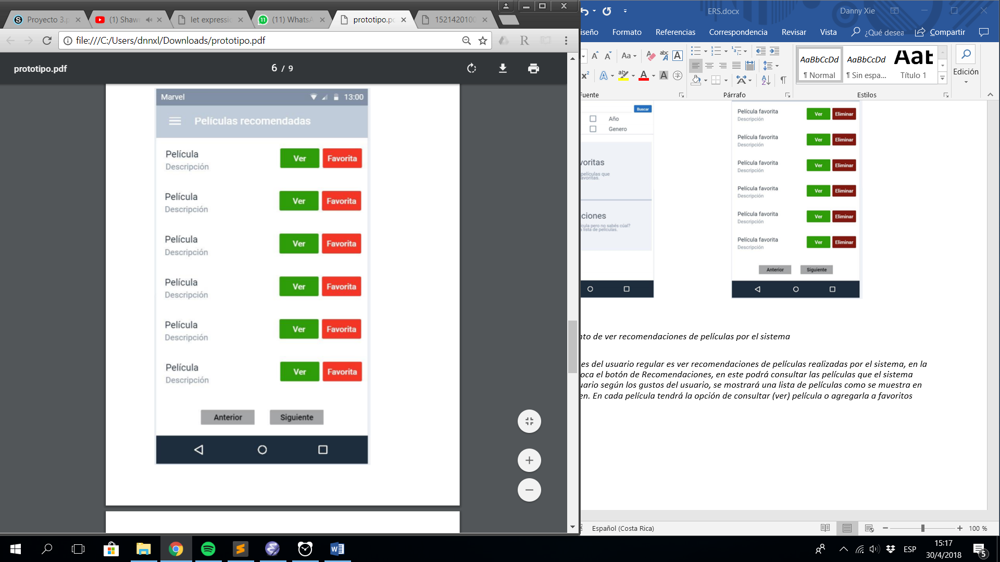 Proyecto 3.p
(1) Shawn
let expressio
(11) WhatsA
prototipo.pd
1521420100
file:///C:/Users/dnnxl/Downloads/prototipo.pdf
prototipo.pdf
6 / 9
Marvel
13:00
Películas recomendadas
Película
Descripción
Ver
Favorita
Película
Descripción
Ver
Favorita
Película
Descripción
Ver
Favorita
Película
Descripción
Ver
Favorita
Película
Descripción
Ver
Favorita
Película
Descripción
Ver
Favorita
Anterior
Siguiente
ERS.docx
Danny Xie
iseño
Formato
Referencias
Correspondencia
Revisar
Vista
¿Qué desea
Compartir
Aa
abc
A
A
A
A
AaBbCcDd
¶ Normal
AaBbCcDd
¶ Sin espa...
AaBb
Título 1
Edición
Fuente
Párrafo
Estilos
Buscar
Año
Genero
voritas
películas que
avoritas.
ciones
ícula pero no sabés cúal?
a lista de películas.
Película favorita
Descripción
Ver
Eliminar
Película favorita
Descripción
Ver
Eliminar
Película favorita
Descripción
Ver
Eliminar
Película favorita
Descripción
Ver
Eliminar
Película favorita
Descripción
Ver
Eliminar
Película favorita
Descripción
Ver
Eliminar
Anterior
Siguiente
nto de ver recomendaciones de películas por el sistema
es del usuario regular es ver recomendaciones de películas realizadas por el sistema, en la
oca el botón de Recomendaciones, en este podrá consultar las películas que el sistema
uario según los gustos del usuario, se mostrará una lista de películas como se muestra en
en. En cada película tendrá la opción de consultar (ver) película o agregarla a favoritos
Español (Costa Rica)
100 %
ESP
15:17
30/4/2018
5